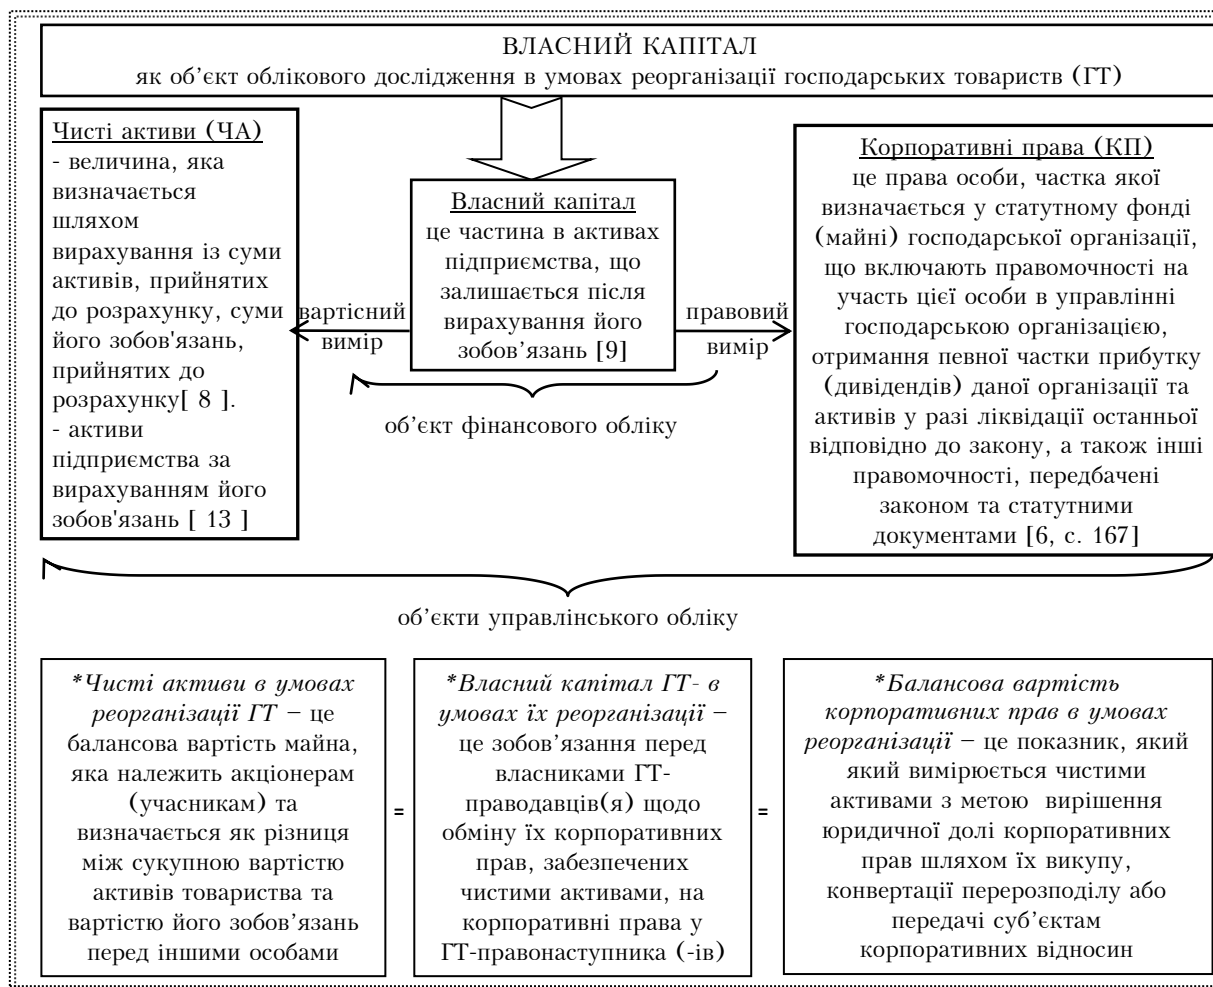 ВЛАСНИЙ КАПІТАЛ
як об’єкт облікового дослідження в умовах реорганізації господарських товариств (ГТ)
Чисті активи (ЧА)
- величина, яка
визначається
шляхом
вирахування із суми
активів, прийнятих
до розрахунку, суми
його зобов'язань,
прийнятих до
розрахунку[ 8 ].
- активи
підприємства за
вирахуванням його
зобов'язань [ 13 ]
вартісний
вимір
Власний капітал
це частина в активах
підприємства, що
залишається після
вирахування його
зобов’язань [9]
правовий
вимір
Корпоративні права (КП)
це права особи, частка якої
визначається у статутному фонді
(майні) господарської організації,
що включають правомочності на
участь цієї особи в управлінні
господарською організацією,
отримання певної частки прибутку
(дивідендів) даної організації та
активів у разі ліквідації останньої
відповідно до закону, а також інші
правомочності, передбачені
законом та статутними
документами [6, с. 167]
об’єкт фінансового обліку
об’єкти управлінського обліку
*Чисті активи в умовах
реорганізації ГТ – це
балансова вартість майна,
яка належить акціонерам
(учасникам) та
визначається як різниця
між сукупною вартістю
активів товариства та
вартістю його зобов’язань
перед іншими особами
=
*Власний капітал ГТ- в
умовах їх реорганізації –
це зобов’язання перед
власниками ГТ-
праводавців(я) щодо
обміну їх корпоративних
прав, забезпечених
чистими активами, на
корпоративні права у
ГТ-правонаступника (-ів)
=
*Балансова вартість
корпоративних прав в умовах
реорганізації – це показник, який
який вимірюється чистими
активами з метою вирішення
юридичної долі корпоративних
прав шляхом їх викупу,
конвертації перерозподілу або
передачі суб’єктам
корпоративних відносин